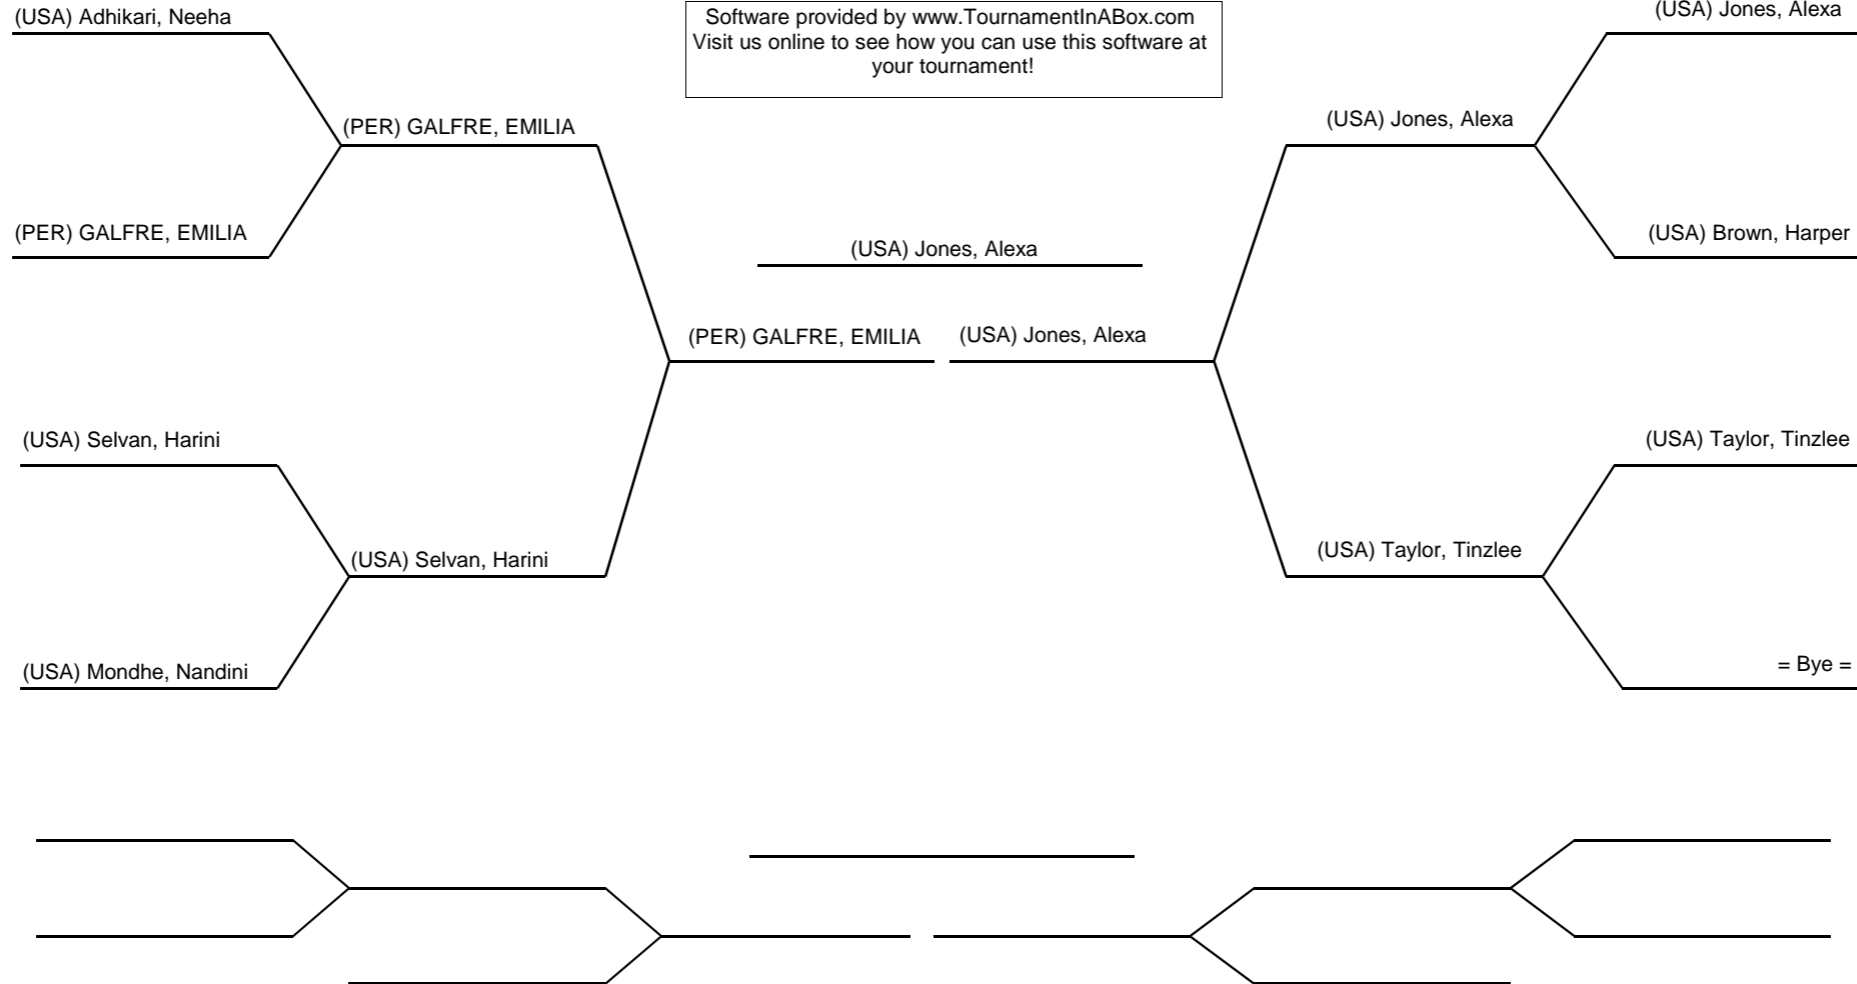 (USA) Adhikari, Neeha
Software provided by www.TournamentInABox.com
Visit us online to see how you can use this software at
your tournament!
(USA) Jones, Alexa
(PER) GALFRE, EMILIA
(USA) Jones, Alexa
(PER) GALFRE, EMILIA
(USA) Jones, Alexa
(USA) Brown, Harper
(PER) GALFRE, EMILIA
(USA) Jones, Alexa
(USA) Selvan, Harini
(USA) Taylor, Tinzlee
(USA) Selvan, Harini
(USA) Taylor, Tinzlee
(USA) Mondhe, Nandini
= Bye =